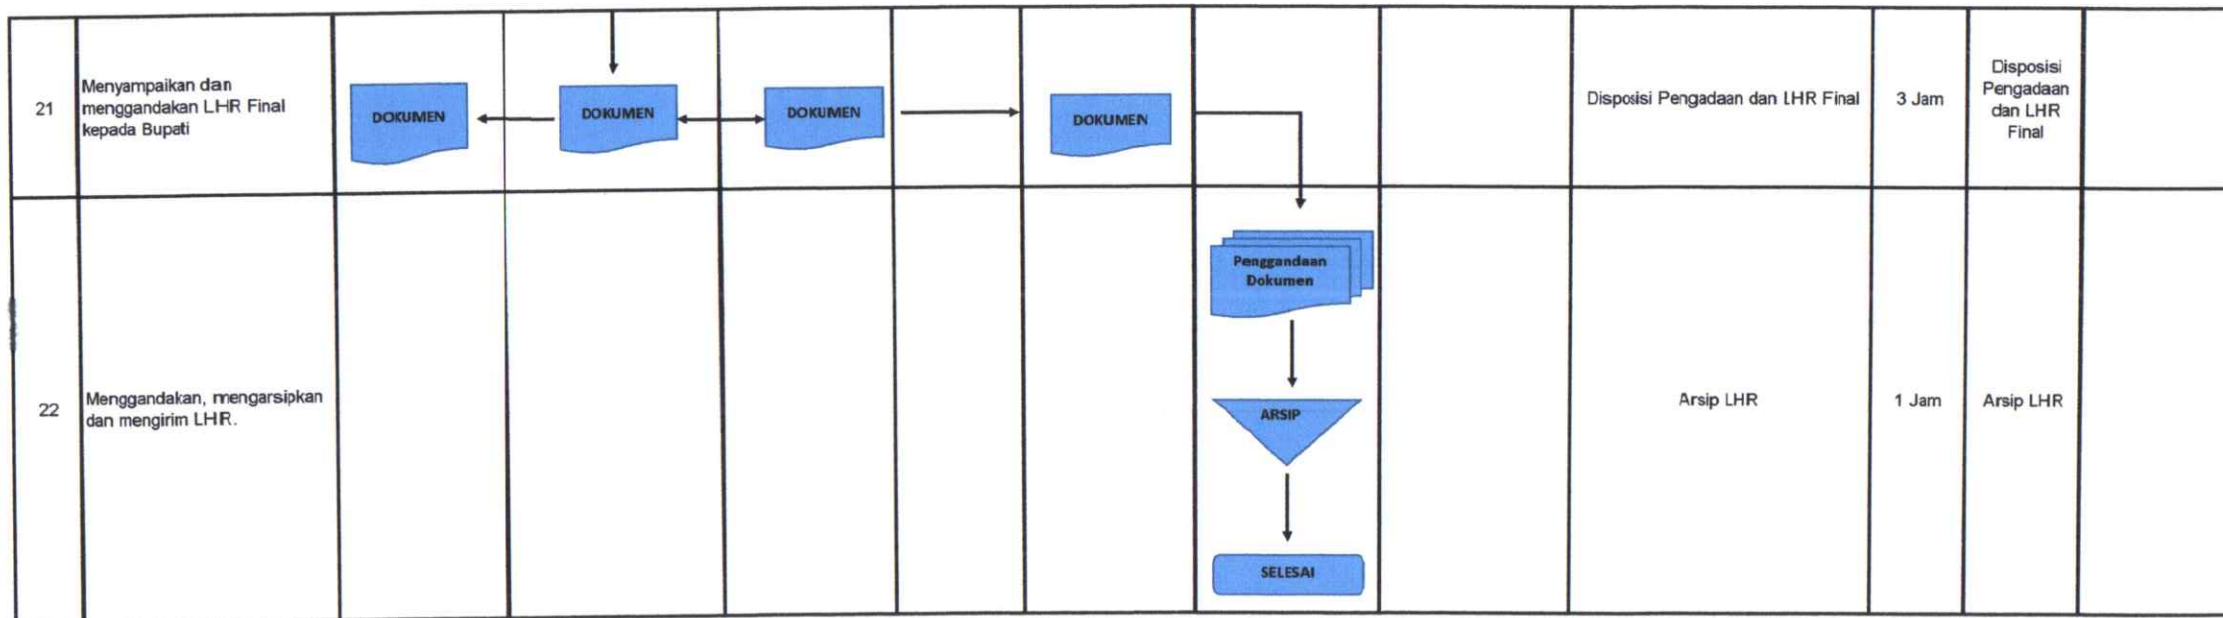 21
Menyampaikan dan
menggandakan LHR Final
kepada Bupati
DOKUMEN
DOKUMEN
DOKUMEN
DOKUMEN
Disposisi Pengadaan dan LHR Final
3 Jam
Disposisi
Pengadaan
dan LHR
Final
22
Menggandakan, mengarsipkan
dan mengirim LHR.
Penggandaan
Dokumen
ARSIP
SELESAI
Arsip LHR
1 Jam
Arsip LHR